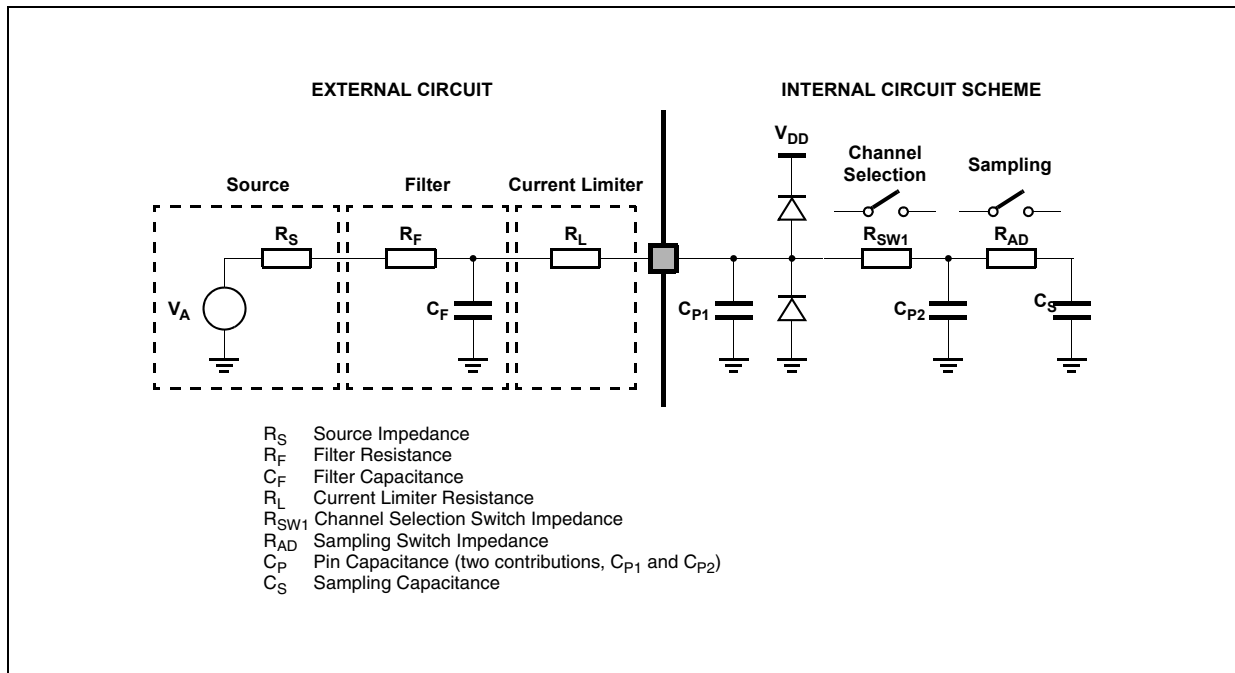 EXTERNAL CIRCUIT
INTERNAL CIRCUIT SCHEME
VDD
Channel
Selection
Sampling
Source
Filter
Current Limiter
RS
RF
RL
RSW1
RAD
VA
CF
CP1
CP2
CS
RS Source Impedance
RF Filter Resistance
CF Filter Capacitance
RL Current Limiter Resistance
RSW1 Channel Selection Switch Impedance
RAD Sampling Switch Impedance
CP Pin Capacitance (two contributions, CP1 and CP2)
CS Sampling Capacitance